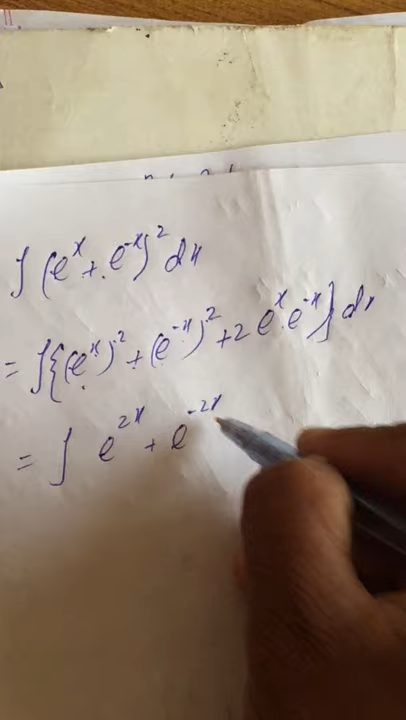 ∫ (e^x + e^-x)^2 dx
= ∫{(e^x)^2 + (e^-x)^2 + 2 e^x e^-x} dx
= ∫ e^2x + e^-2x